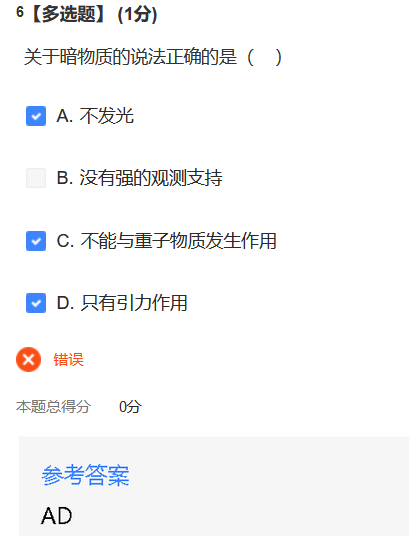 6【多选题】 (1分)
关于暗物质的说法正确的是（ ）
A. 不发光
B. 没有强的观测支持
C. 不能与重子物质发生作用
D. 只有引力作用
错误
本题总得分 0分
参考答案
AD